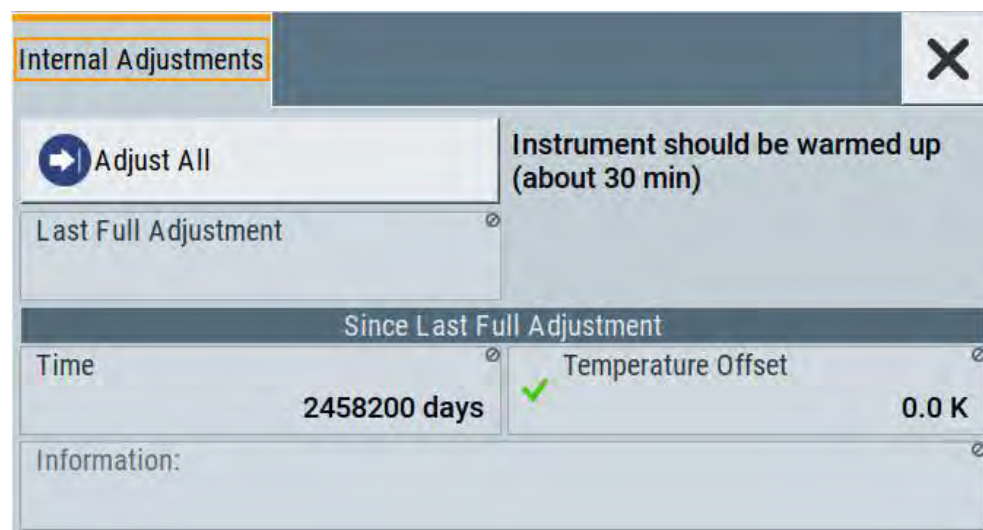 Internal Adjustments
Adjust All
Instrument should be warmed up
(about 30 min)
Last Full Adjustment
Since Last Full Adjustment
Time
2458200 days
Temperature Offset
0.0 K
Information: